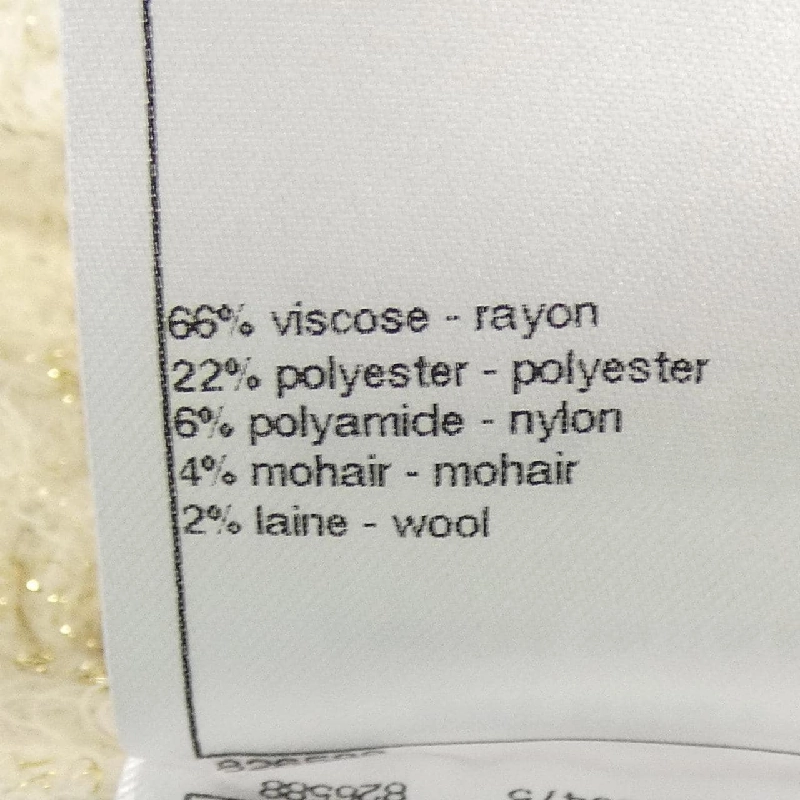 66% viscose - rayon
22% polyester - polyester
6% polyamide - nylon
4% mohair - mohair
2% laine - wool